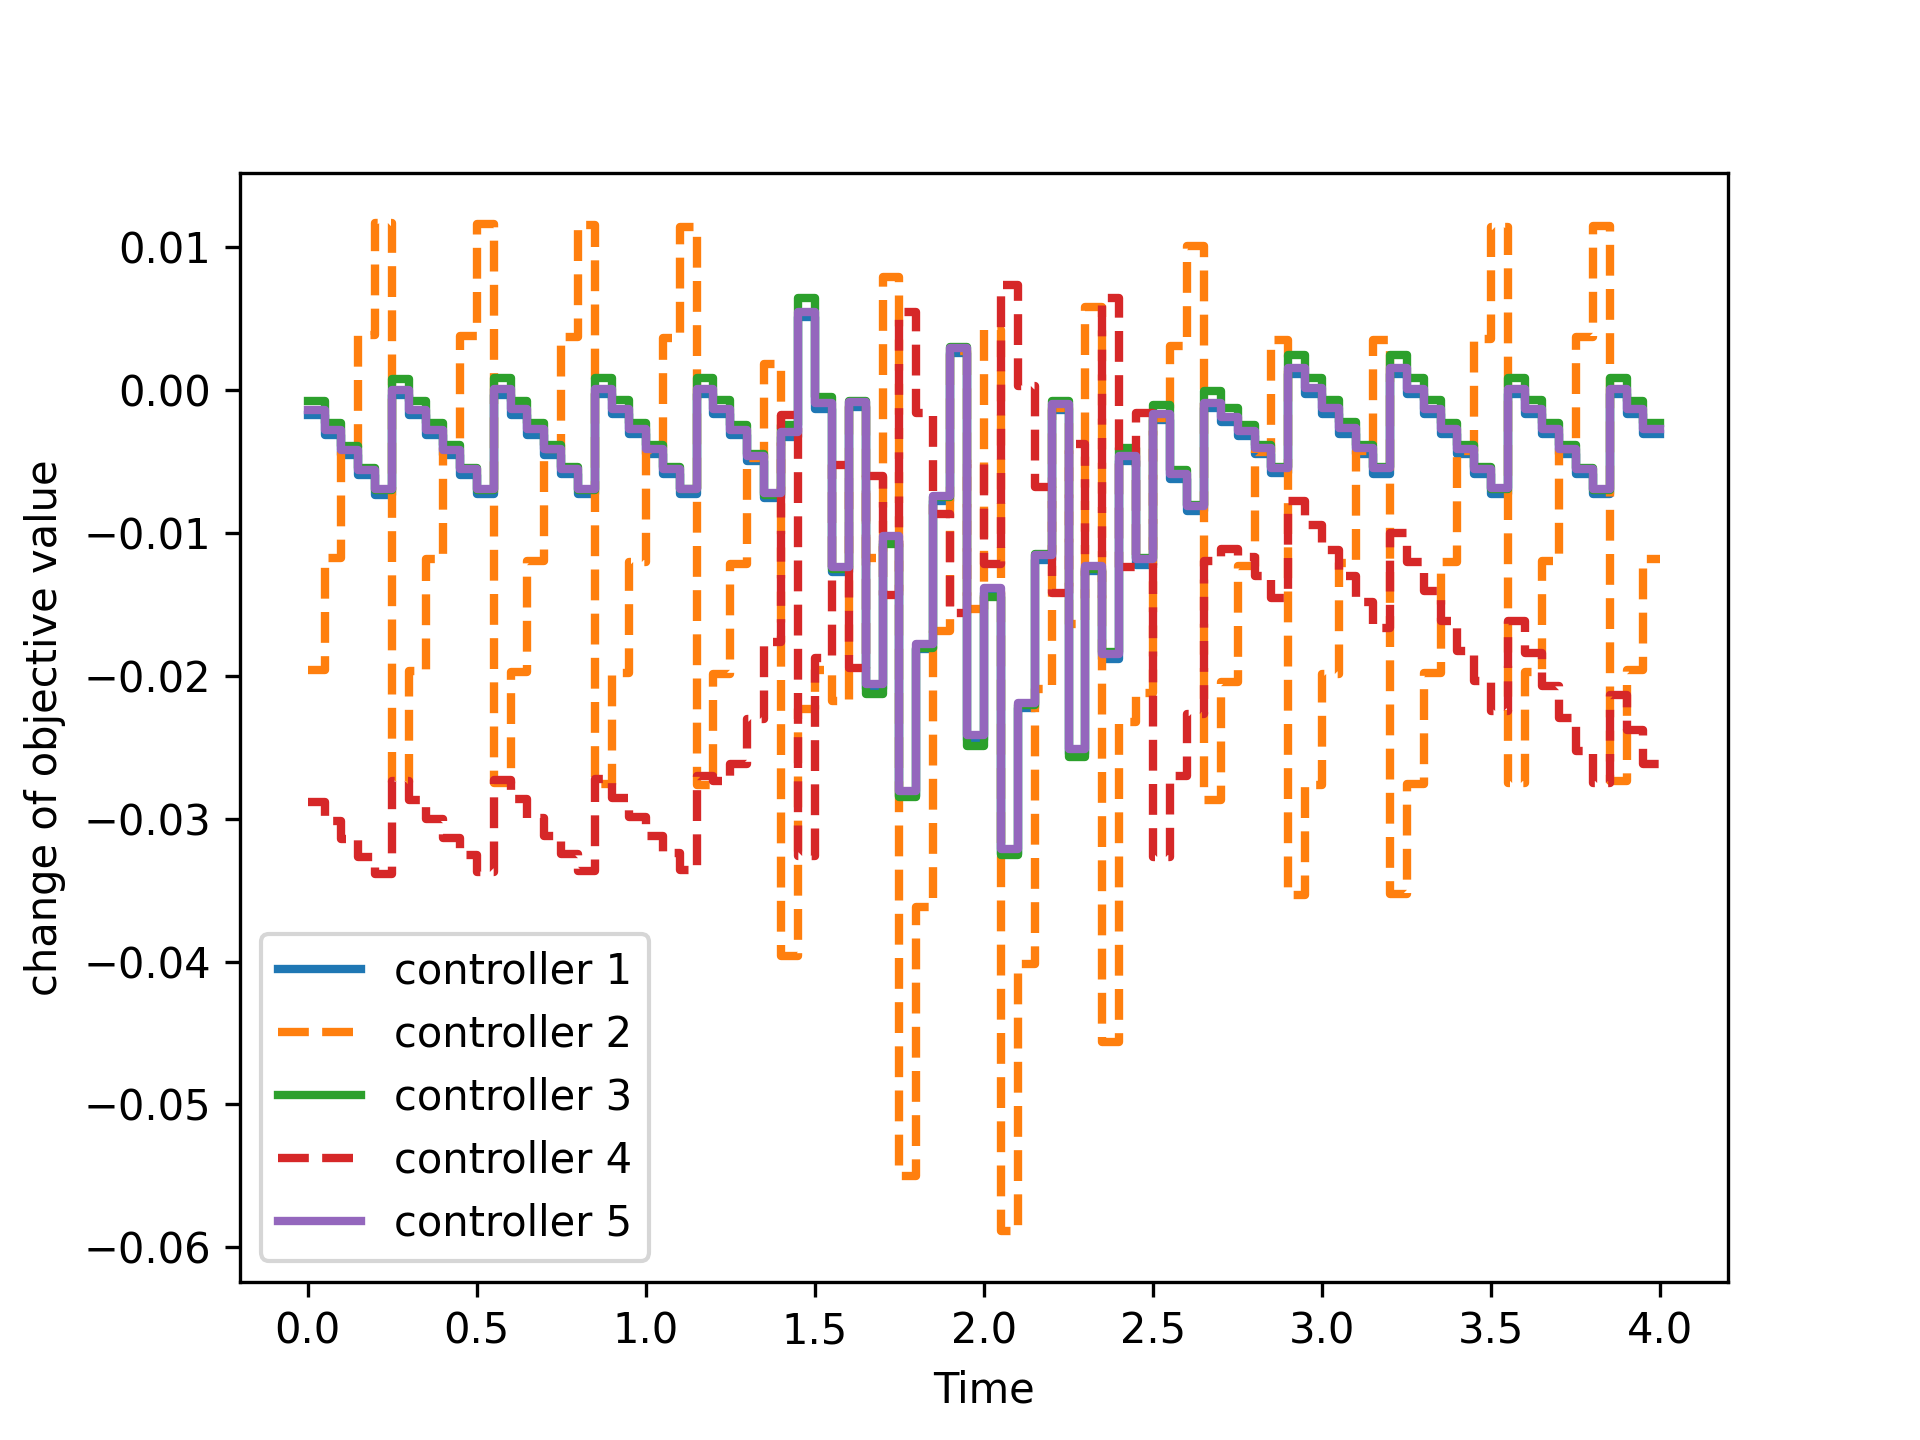 0.01
0.00
−0.01
−0.02
−0.03
−0.04
−0.05
−0.06
change of objective value
controller 1
controller 2
controller 3
controller 4
controller 5
0.0 0.5 1.0 1.5 2.0 2.5 3.0 3.5 4.0
Time